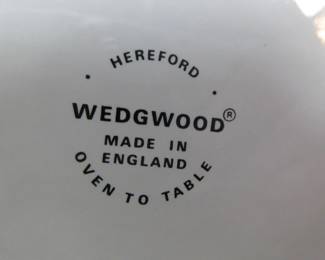 HEREFORD
WEDGWOOD®
MADE IN
ENGLAND
OVEN TO TABLE